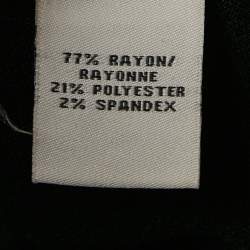 77% RAYON/
RAYONNE
21% POLYESTER
2% SPANDEX